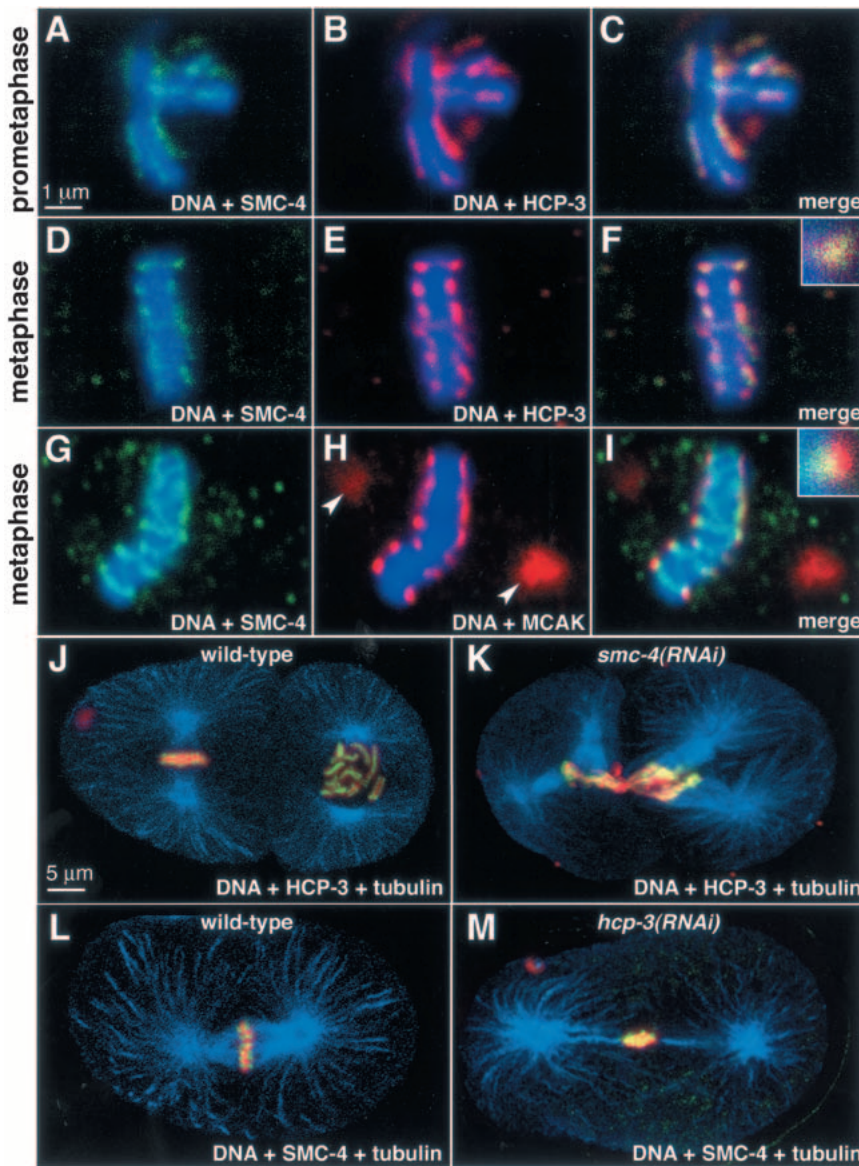 A
B
C
prometaphase
1 µm
DNA + SMC-4
DNA + HCP-3
merge
D
E
F
metaphase
DNA + SMC-4
DNA + HCP-3
merge
G
H
I
metaphase
DNA + SMC-4
DNA + MCAK
merge
J
wild-type
K
smc-4(RNAi)
5 µm
DNA + HCP-3 + tubulin
DNA + HCP-3 + tubulin
L
wild-type
M
hcp-3(RNAi)
DNA + SMC-4 + tubulin
DNA + SMC-4 + tubulin